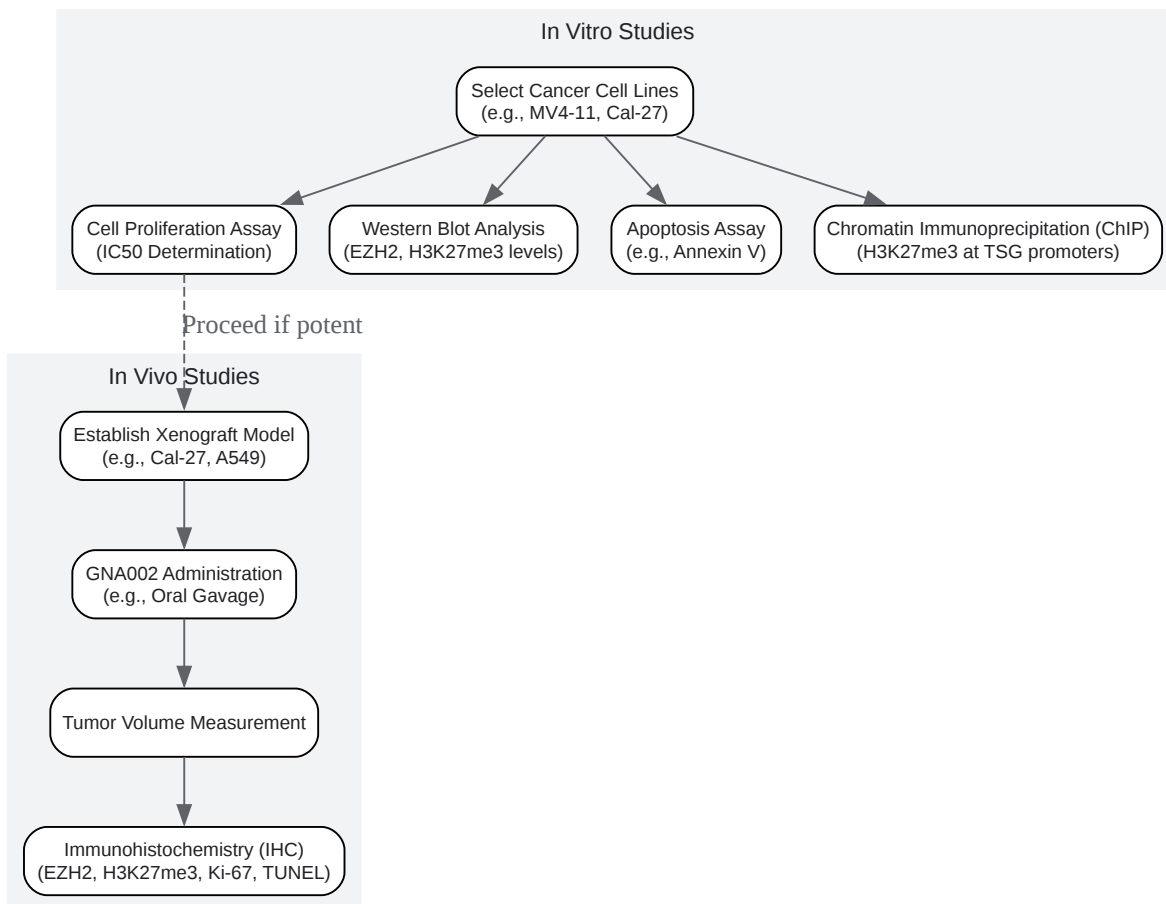 In Vitro Studies
Select Cancer Cell Lines
(e.g., MV4-11, Cal-27)
Cell Proliferation Assay
(IC50 Determination)
Western Blot Analysis
(EZH2, H3K27me3 levels)
Apoptosis Assay
(e.g., Annexin V)
Chromatin Immunoprecipitation (ChIP)
(H3K27me3 at TSG promoters)
Proceed if potent
In Vivo Studies
Establish Xenograft Model
(e.g., Cal-27, A549)
GNA002 Administration
(e.g., Oral Gavage)
Tumor Volume Measurement
Immunohistochemistry (IHC)
(EZH2, H3K27me3, Ki-67, TUNEL)